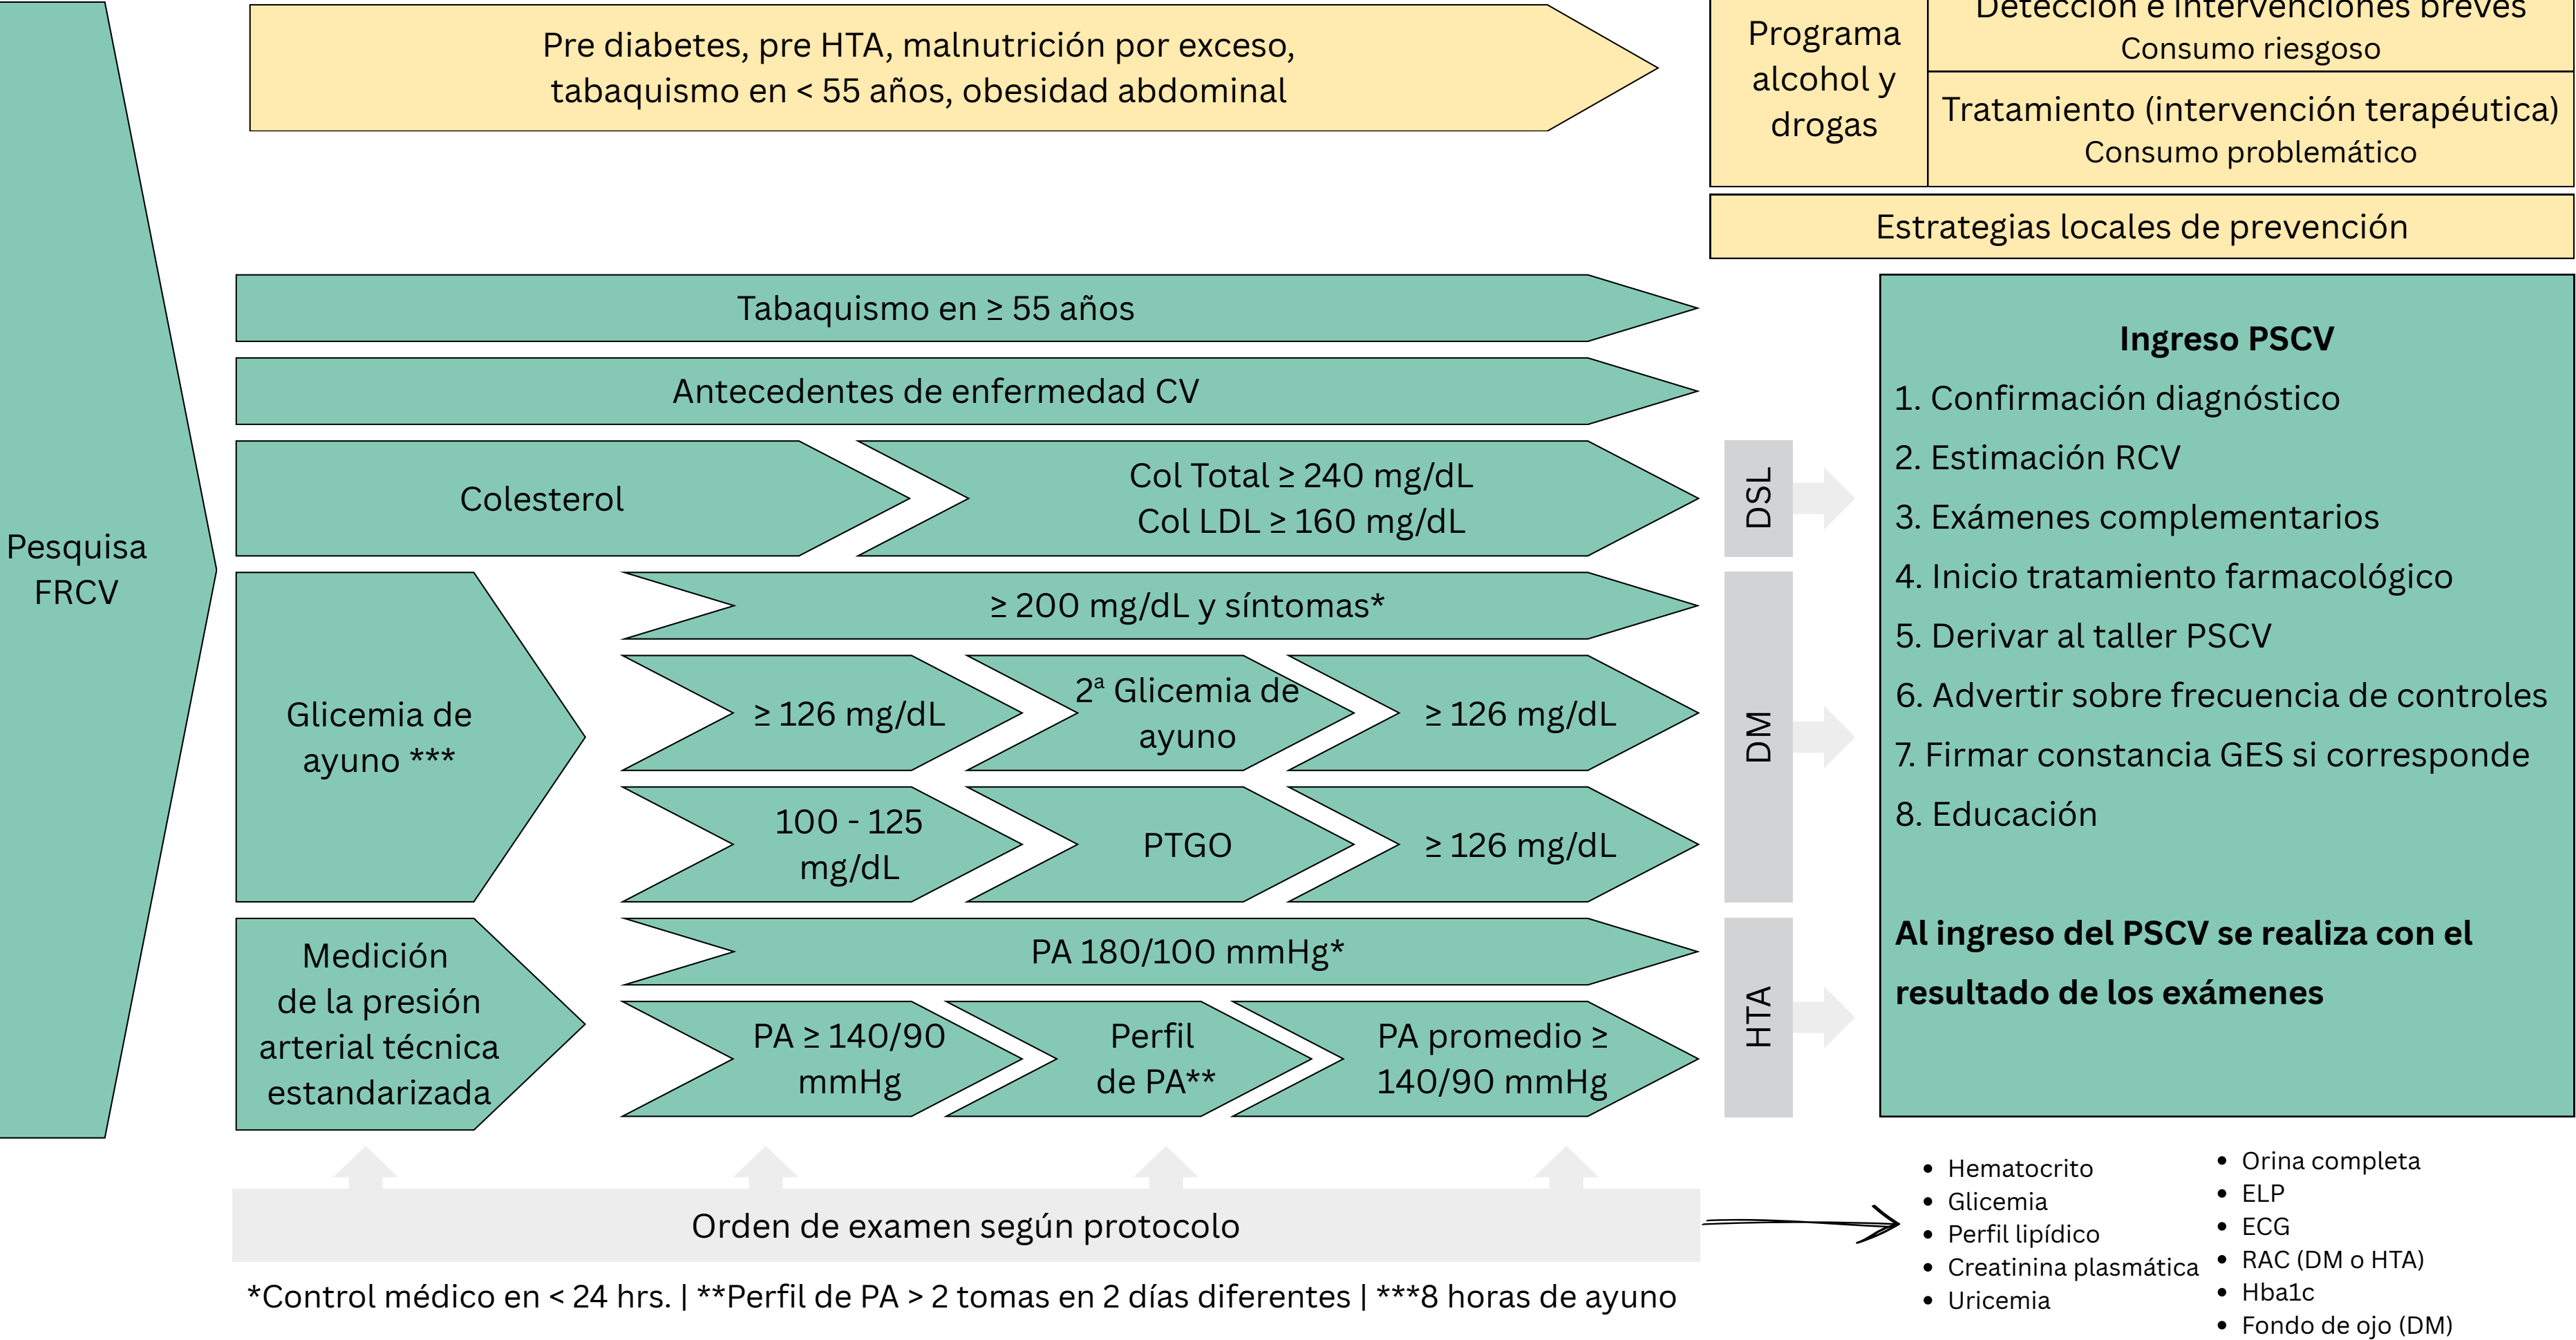 Pre diabetes, pre HTA, malnutrición por exceso,
tabaquismo en < 55 años, obesidad abdominal
Programa
alcohol y
drogas
Detección e intervenciones breves
Consumo riesgoso
Tratamiento (intervención terapéutica)
Consumo problemático
Estrategias locales de prevención
Pesquisa
FRCV
Tabaquismo en ≥ 55 años
Antecedentes de enfermedad CV
Colesterol
Col Total ≥ 240 mg/dL
Col LDL ≥ 160 mg/dL
DSL
Glicemia de
ayuno ***
≥ 200 mg/dL y síntomas*
≥ 126 mg/dL
2ª Glicemia de
ayuno
≥ 126 mg/dL
100 - 125
mg/dL
PTGO
≥ 126 mg/dL
DM
Medición
de la presión
arterial técnica
estandarizada
PA 180/100 mmHg*
PA ≥ 140/90
mmHg
Perfil
de PA**
PA promedio ≥
140/90 mmHg
HTA
Ingreso PSCV
1. Confirmación diagnóstico
2. Estimación RCV
3. Exámenes complementarios
4. Inicio tratamiento farmacológico
5. Derivar al taller PSCV
6. Advertir sobre frecuencia de controles
7. Firmar constancia GES si corresponde
8. Educación
Al ingreso del PSCV se realiza con el
resultado de los exámenes
Orden de examen según protocolo
• Hematocrito
• Glicemia
• Perfil lipídico
• Creatinina plasmática
• Uricemia
• Orina completa
• ELP
• ECG
• RAC (DM o HTA)
• Hba1c
• Fondo de ojo (DM)
*Control médico en < 24 hrs. | **Perfil de PA > 2 tomas en 2 días diferentes | ***8 horas de ayuno